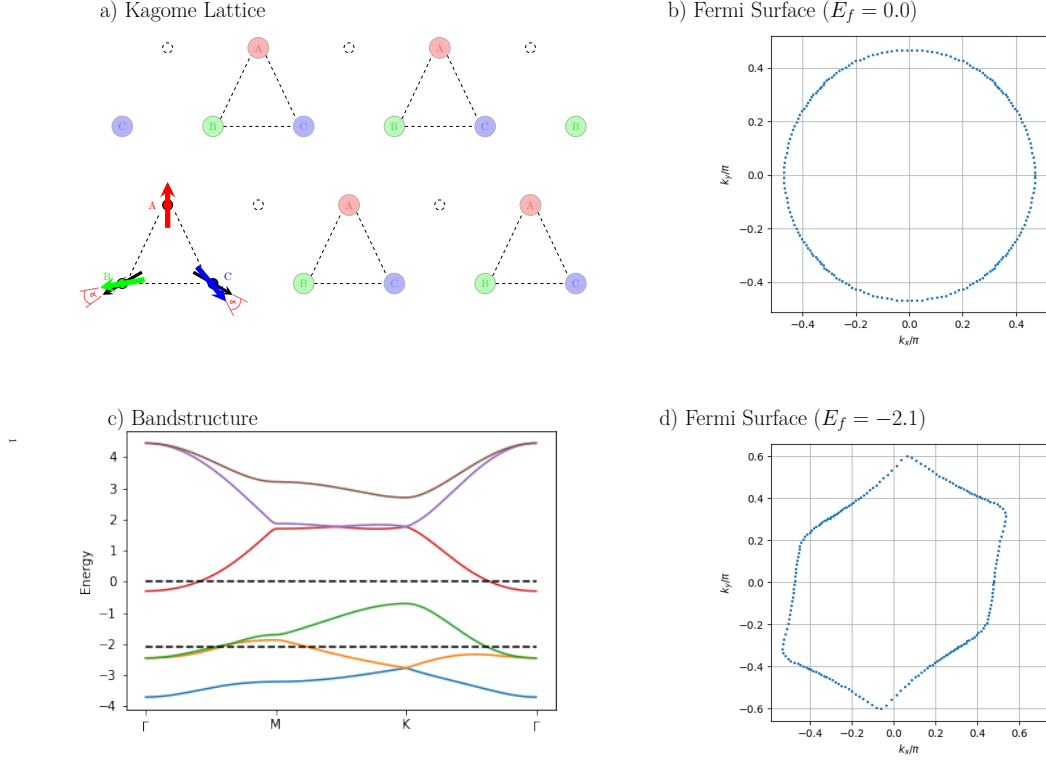 a) Kagome Lattice
A
A
C
B
C
B
C
B
A
A
A
B
C
α
α
B
C
B
C
b) Fermi Surface (E_f = 0.0)
0.4
0.2
0.0
−0.2
−0.4
k_y/π
−0.4
−0.2
0.0
0.2
0.4
k_x/π
c) Bandstructure
4
3
2
1
0
−1
−2
−3
−4
Energy
Γ
M
K
Γ
d) Fermi Surface (E_f = −2.1)
0.6
0.4
0.2
0.0
−0.2
−0.4
−0.6
k_y/π
−0.4
−0.2
0.0
0.2
0.4
0.6
k_x/π
1